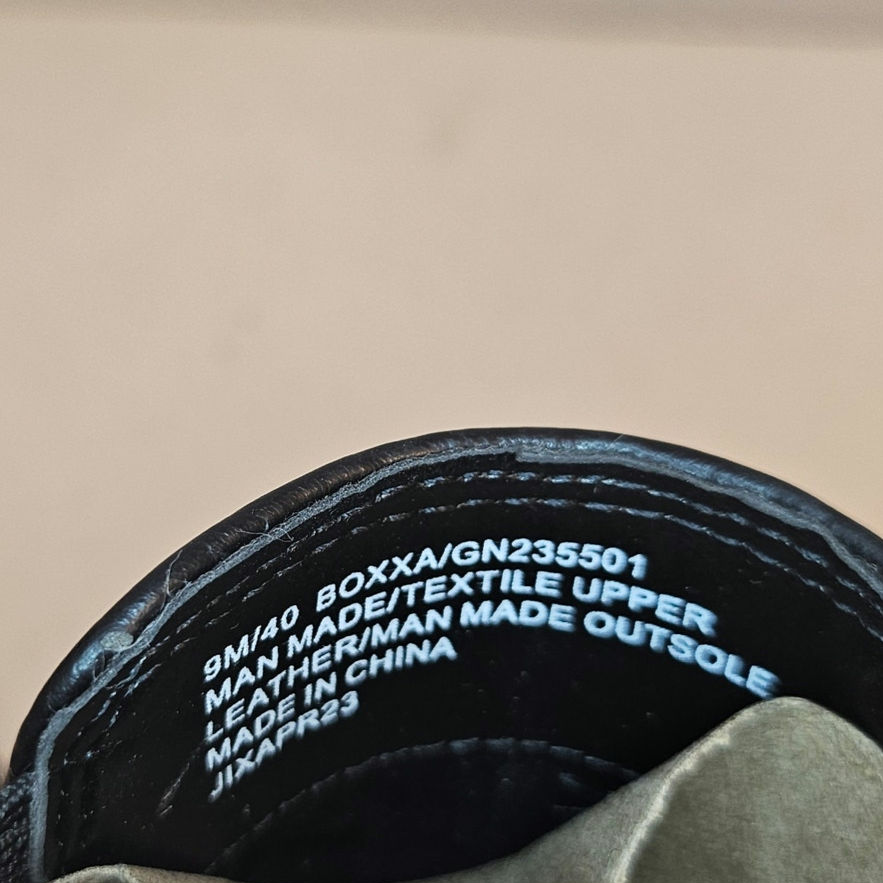 9M/40 BOXXA/GN235501
MAN MADE/TEXTILE UPPER
LEATHER/MAN MADE OUTSOLE
MADE IN CHINA
JIXAPR23